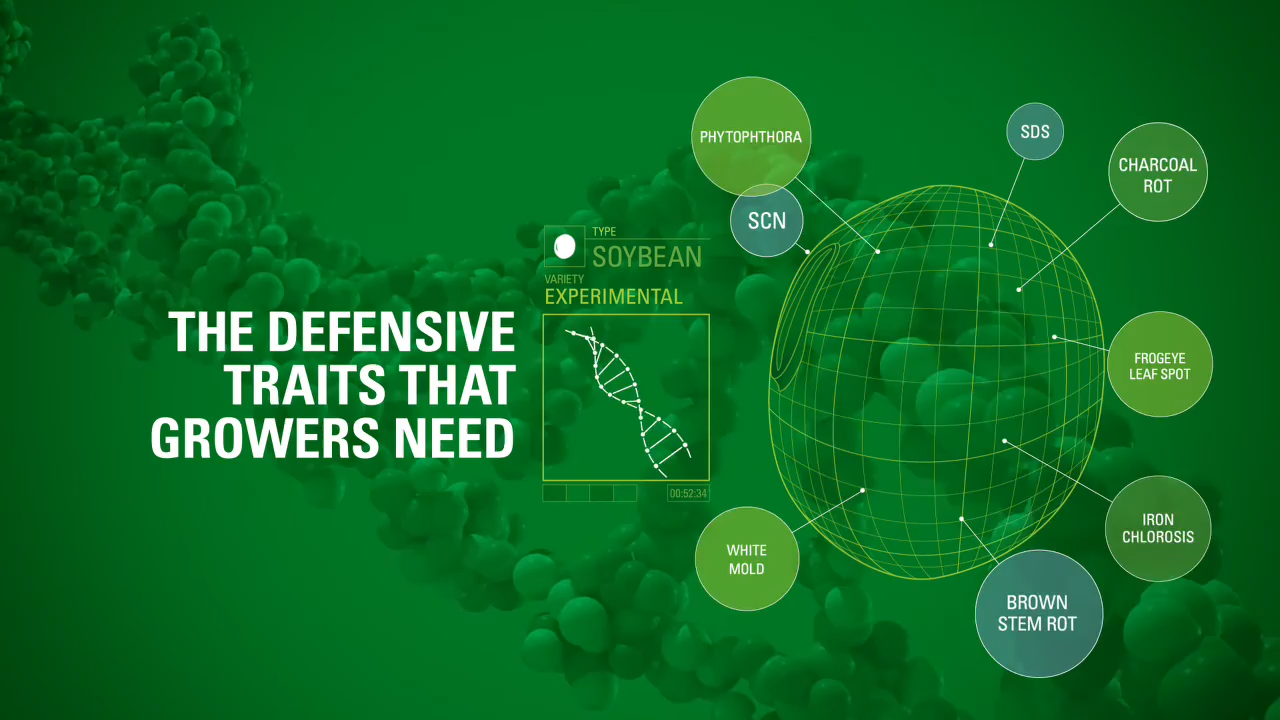 THE DEFENSIVE
TRAITS THAT
GROWERS NEED
TYPE
SOYBEAN
VARIETY
EXPERIMENTAL
00:52:34
PHYTOPHTHORA
SCN
SDS
CHARCOAL
ROT
FROGEYE
LEAF SPOT
IRON
CHLOROSIS
BROWN
STEM ROT
WHITE
MOLD